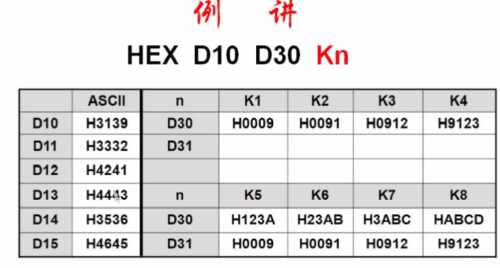 例 讲
HEX D10 D30 Kn
ASCII n K1 K2 K3 K4
D10 H3139 D30 H0009 H0091 H0912 H9123
D11 H3332 D31
D12 H4241
D13 H4443 n K5 K6 K7 K8
D14 H3536 D30 H123A H23AB H3ABC HABCD
D15 H4645 D31 H0009 H0091 H0912 H9123